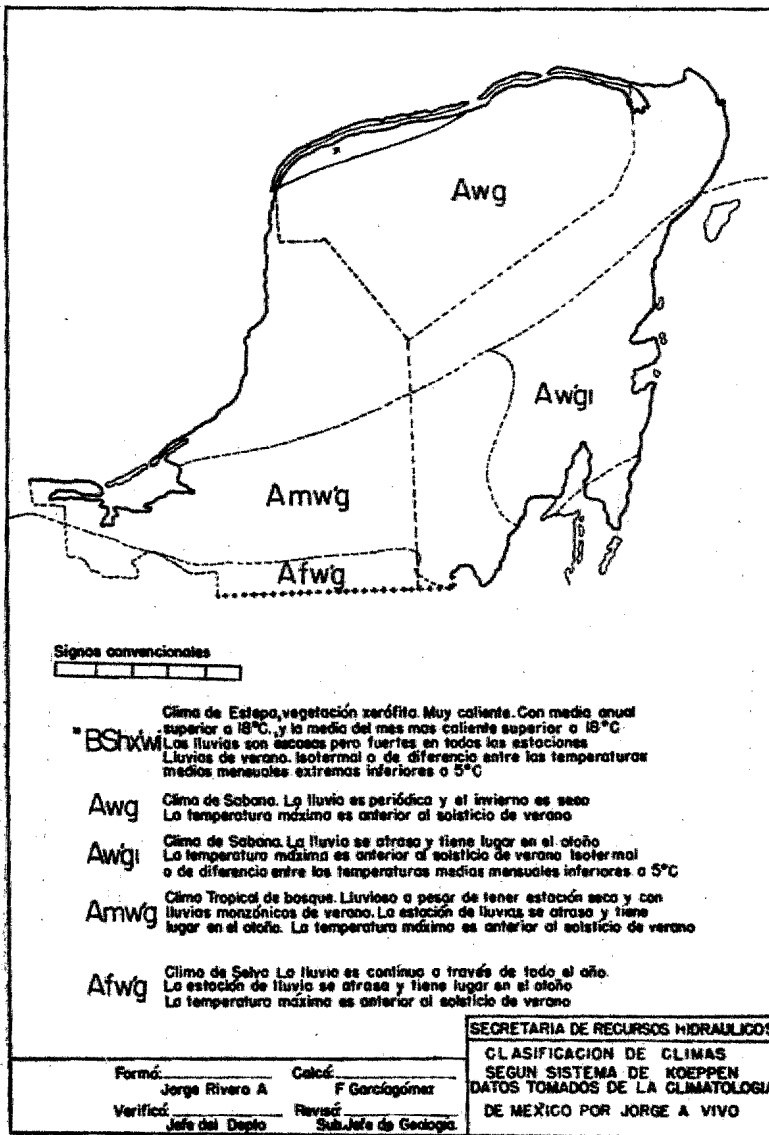 Awg
Aw'g1
Amw'g
Afw'g
Signos convencionales
Clima de Estepa, vegetación xerófita. Muy caliente. Con media anual
superior a 18°C., y la media del mes mas caliente superior a 18°C
Las lluvias son escasas pero fuertes en todas las estaciones
Lluvias de verano. Isotermal o de diferencia entre las temperaturas
medias mensuales extremas inferiores a 5°C
Awg
Clima de Sabana. La lluvia es periódica y el invierno es seco
La temperatura máxima es anterior al solsticio de verano
Aw'g1
Clima de Sabana. La lluvia se atrasa y tiene lugar en el otoño
La temperatura máxima es anterior al solsticio de verano Isotermal
o de diferencia entre las temperaturas medias mensuales inferiores a 5°C
Amw'g
Clima Tropical de bosque. Lluvioso a pesar de tener estación seca y con
lluvias monzónicas de verano. La estación de lluvias se atrasa y tiene
lugar en el otoño. La temperatura máxima es anterior al solsticio de verano
Afw'g
Clima de Selva La lluvia es continua a través de todo el año.
La estación de lluvia se atrasa y tiene lugar en el otoño
La temperatura máxima es anterior al solsticio de verano
SECRETARIA DE RECURSOS HIDRAULICOS
CLASIFICACION DE CLIMAS
SEGUN SISTEMA DE KOEPPEN
DATOS TOMADOS DE LA CLIMATOLOGIA
DE MEXICO POR JORGE A VIVO
Formó: Calcó:
Jorge Rivero A F Garcíagómez
Verificó: Revisó:
Jefe del Depto Sub.Jefe de Geología.